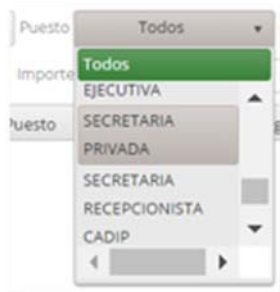 Puesto Todos
Importe
Todos
EJECUTIVA
Puesto
SECRETARIA
PRIVADA
SECRETARIA
RECEPCIONISTA
CADIP